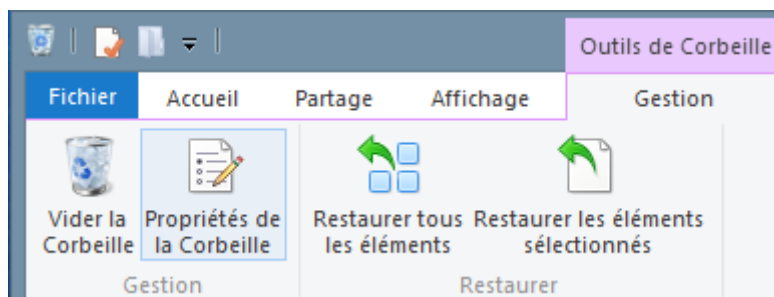 Outils de Corbeille
Fichier Accueil Partage Affichage Gestion
Vider la Corbeille
Propriétés de la Corbeille
Restaurer tous les éléments
Restaurer les éléments sélectionnés
Gestion
Restaurer